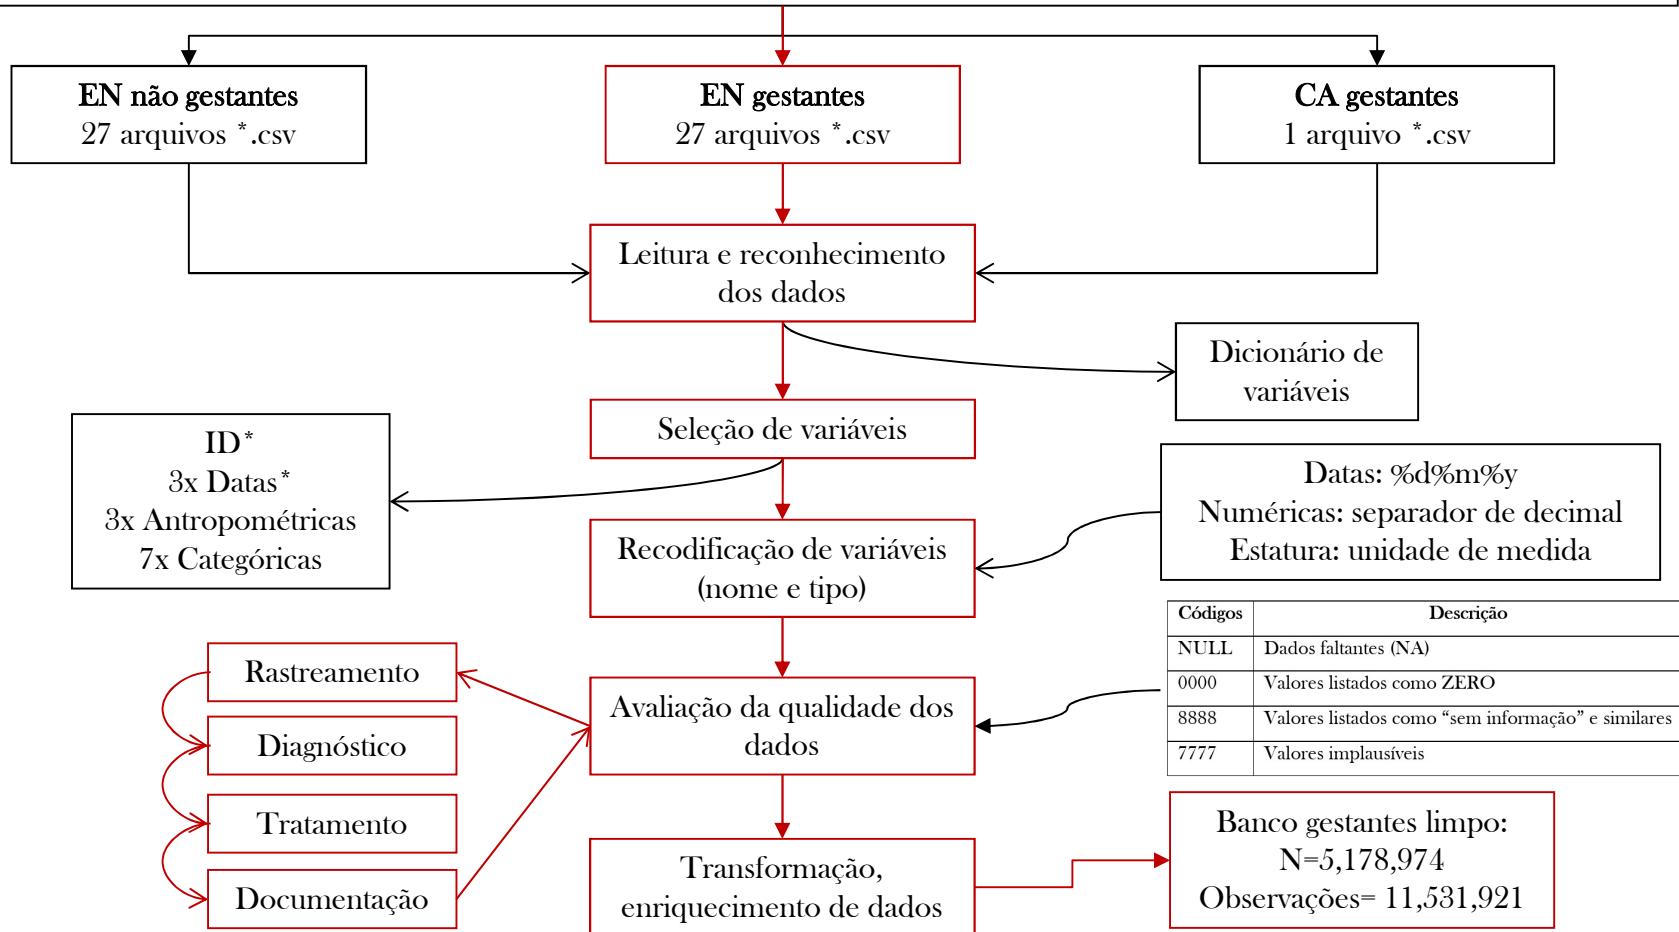 EN não gestantes
27 arquivos *.csv
EN gestantes
27 arquivos *.csv
CA gestantes
1 arquivo *.csv
Leitura e reconhecimento
dos dados
Dicionário de
variáveis
Seleção de variáveis
ID*
3x Datas*
3x Antropométricas
7x Categóricas
Datas: %d%m%y
Numéricas: separador de decimal
Estatura: unidade de medida
Recodificação de variáveis
(nome e tipo)
Códigos Descrição
NULL Dados faltantes (NA)
0000 Valores listados como ZERO
8888 Valores listados como “sem informação” e similares
7777 Valores implausíveis
Rastreamento
Diagnóstico
Tratamento
Documentação
Avaliação da qualidade dos
dados
Transformação,
enriquecimento de dados
Banco gestantes limpo:
N=5,178,974
Observações= 11,531,921